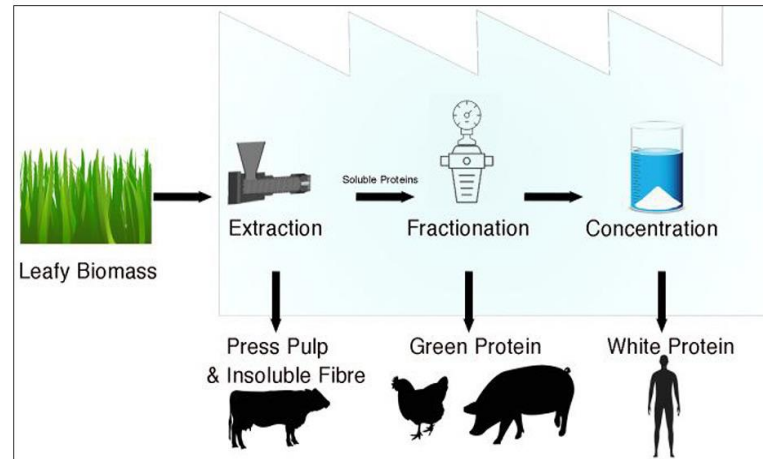 Soluble Proteins
Extraction
Fractionation
Concentration
Leafy Biomass
Press Pulp
& Insoluble Fibre
Green Protein
White Protein